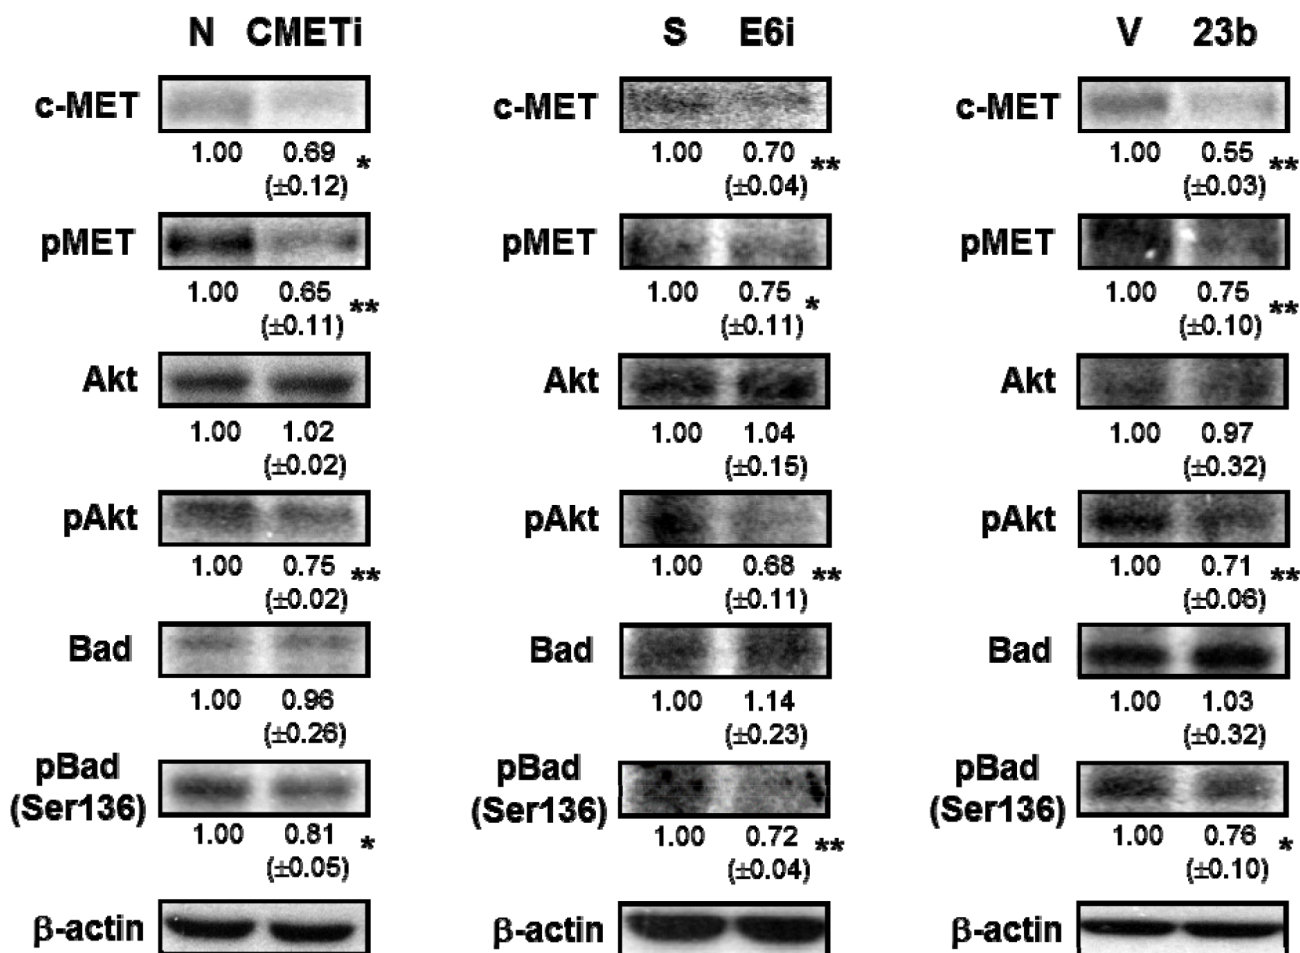 N CMETi
c-MET
1.00 0.69 *
(±0.12)
pMET
1.00 0.65 **
(±0.11)
Akt
1.00 1.02
(±0.02)
pAkt
1.00 0.75 **
(±0.02)
Bad
1.00 0.96
(±0.26)
pBad
(Ser136)
1.00 0.81 *
(±0.05)
β-actin
S E6i
c-MET
1.00 0.70 **
(±0.04)
pMET
1.00 0.75 *
(±0.11)
Akt
1.00 1.04
(±0.15)
pAkt
1.00 0.68 **
(±0.11)
Bad
1.00 1.14
(±0.23)
pBad
(Ser136)
1.00 0.72 **
(±0.04)
β-actin
V 23b
c-MET
1.00 0.55 **
(±0.03)
pMET
1.00 0.75 **
(±0.10)
Akt
1.00 0.97
(±0.32)
pAkt
1.00 0.71 **
(±0.06)
Bad
1.00 1.03
(±0.32)
pBad
(Ser136)
1.00 0.76 *
(±0.10)
β-actin